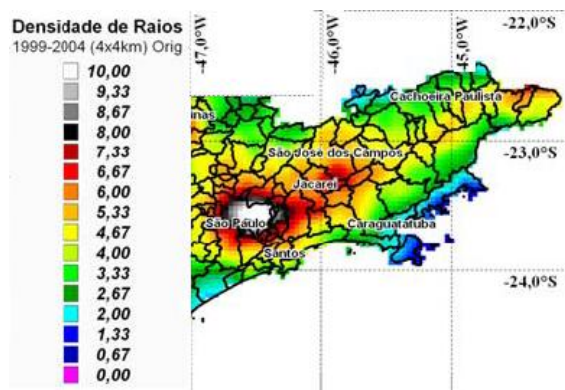 Densidade de Raios
1999-2004 (4x4km) Orig
10,00
9,33
8,67
8,00
7,33
6,67
6,00
5,33
4,67
4,00
3,33
2,67
2,00
1,33
0,67
0,00
-47,0°W
-46,0°W
-45,0°W
-22,0°S
Cachoeira Paulista
inas
-23,0°S
São José dos Campos
Jacareí
São Paulo
Caraguatatuba
Santos
-24,0°S